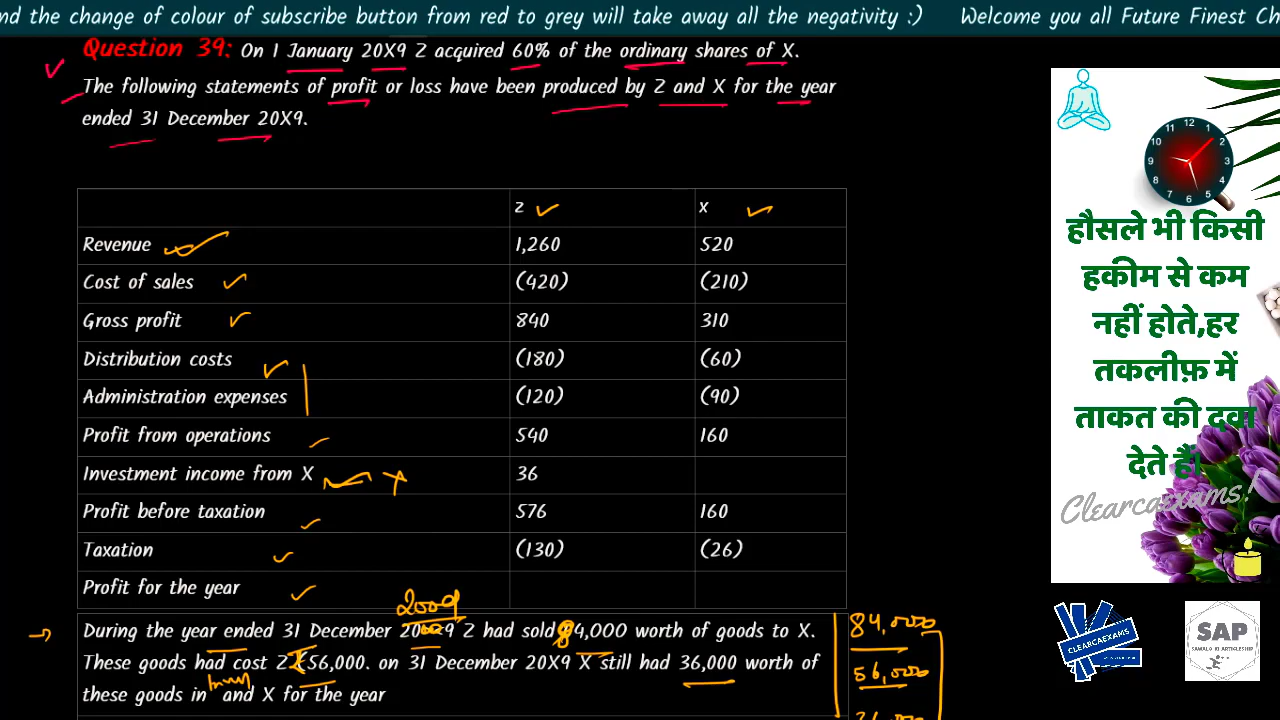 nd the change of colour of subscribe button from red to grey will take away all the negativity :) Welcome you all Future Finest Ch
Question 39: On 1 January 20X9 Z acquired 60% of the ordinary shares of X.
The following statements of profit or loss have been produced by Z and X for the year
ended 31 December 20X9.
Z X
Revenue 1,260 520
Cost of sales (420) (210)
Gross profit 840 310
Distribution costs (180) (60)
Administration expenses (120) (90)
Profit from operations 540 160
Investment income from X 36
Profit before taxation 576 160
Taxation (130) (26)
Profit for the year
2009
During the year ended 31 December 20X9 Z had sold 84,000 worth of goods to X.
These goods had cost Z 56,000. on 31 December 20X9 X still had 36,000 worth of
these goods in and X for the year
84,000
56,000
36,000
हौसले भी किसी
हकीम से कम
नहीं होते,हर
तकलीफ़ में
ताकत की दवा
देते हैं।
Clearcaexams!
CLEARCAEXAMS
SAP
SAWALO KI ARTICLESHIP